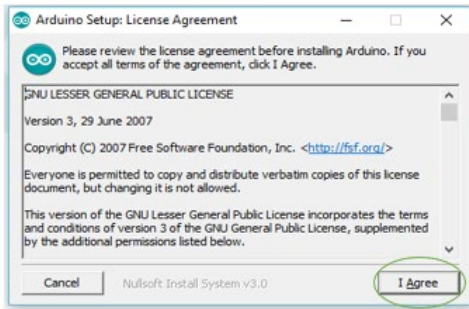 Arduino Setup: License Agreement
Please review the license agreement before installing Arduino. If you
accept all terms of the agreement, click I Agree.
GNU LESSER GENERAL PUBLIC LICENSE
Version 3, 29 June 2007
Copyright (C) 2007 Free Software Foundation, Inc. <http://fsf.org/>
Everyone is permitted to copy and distribute verbatim copies of this license
document, but changing it is not allowed.
This version of the GNU Lesser General Public License incorporates the terms
and conditions of version 3 of the GNU General Public License, supplemented
by the additional permissions listed below.
Cancel
Nullsoft Install System v3.0
I Agree